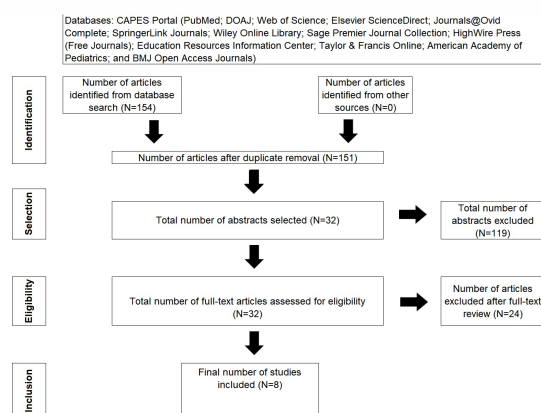 Databases: CAPES Portal (PubMed; DOAJ; Web of Science; Elsevier ScienceDirect; Journals@Ovid
Complete; SpringerLink Journals; Wiley Online Library; Sage Premier Journal Collection; HighWire Press
(Free Journals); Education Resources Information Center; Taylor & Francis Online; American Academy of
Pediatrics; and BMJ Open Access Journals)
Identification
Number of articles
identified from database
search (N=154)
Number of articles
identified from other
sources (N=0)
Number of articles after duplicate removal (N=151)
Selection
Total number of abstracts selected (N=32)
Total number of
abstracts excluded
(N=119)
Eligibility
Total number of full-text articles assessed for eligibility
(N=32)
Number of articles
excluded after full-text
review (N=24)
Inclusion
Final number of studies
included (N=8)